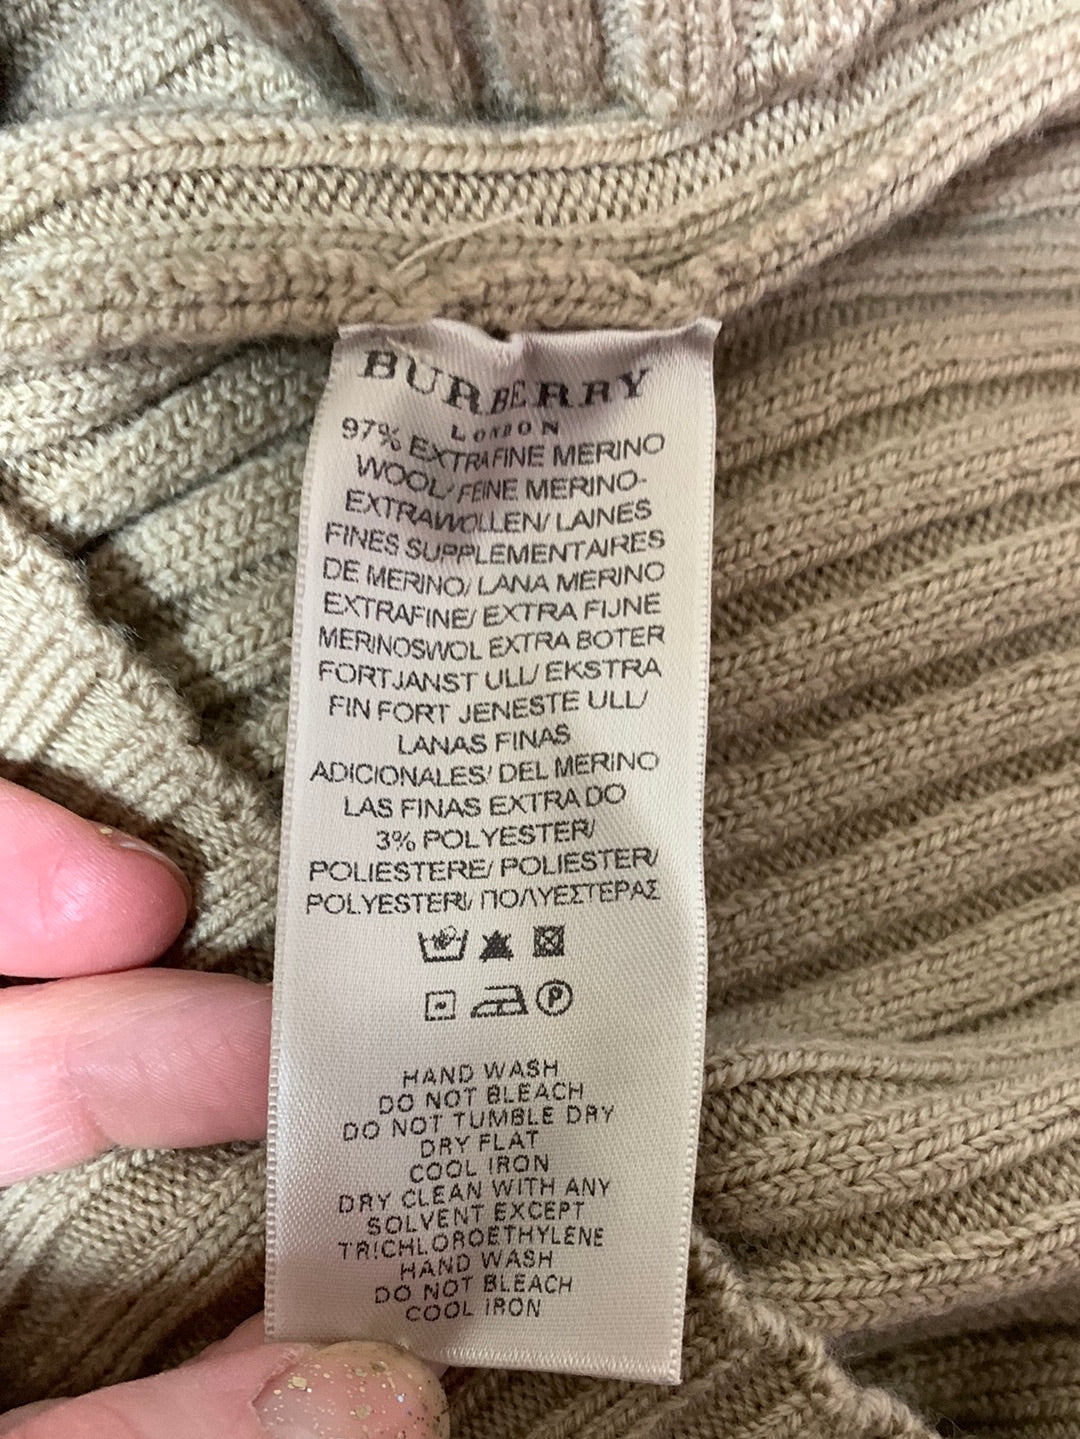 BURBERRY
LONDON
97% EXTRAFINE MERINO
WOOL/ FEINE MERINO-
EXTRAWOLLEN/ LAINES
FINES SUPPLEMENTAIRES
DE MERINO/ LANA MERINO
EXTRAFINE/ EXTRA FIJNE
MERINOSWOL EXTRA BOTER
FORTJANST ULL/ EKSTRA
FIN FORT JENESTE ULL/
LANAS FINAS
ADICIONALES/ DEL MERINO
LAS FINAS EXTRA DO
3% POLYESTER/
POLIESTERE/ POLIESTER/
POLYESTERI/ ΠΟΛΥΕΣΤΕΡΑΣ
P
HAND WASH
DO NOT BLEACH
DO NOT TUMBLE DRY
DRY FLAT
COOL IRON
DRY CLEAN WITH ANY
SOLVENT EXCEPT
TRICHLOROETHYLENE
HAND WASH
DO NOT BLEACH
COOL IRON